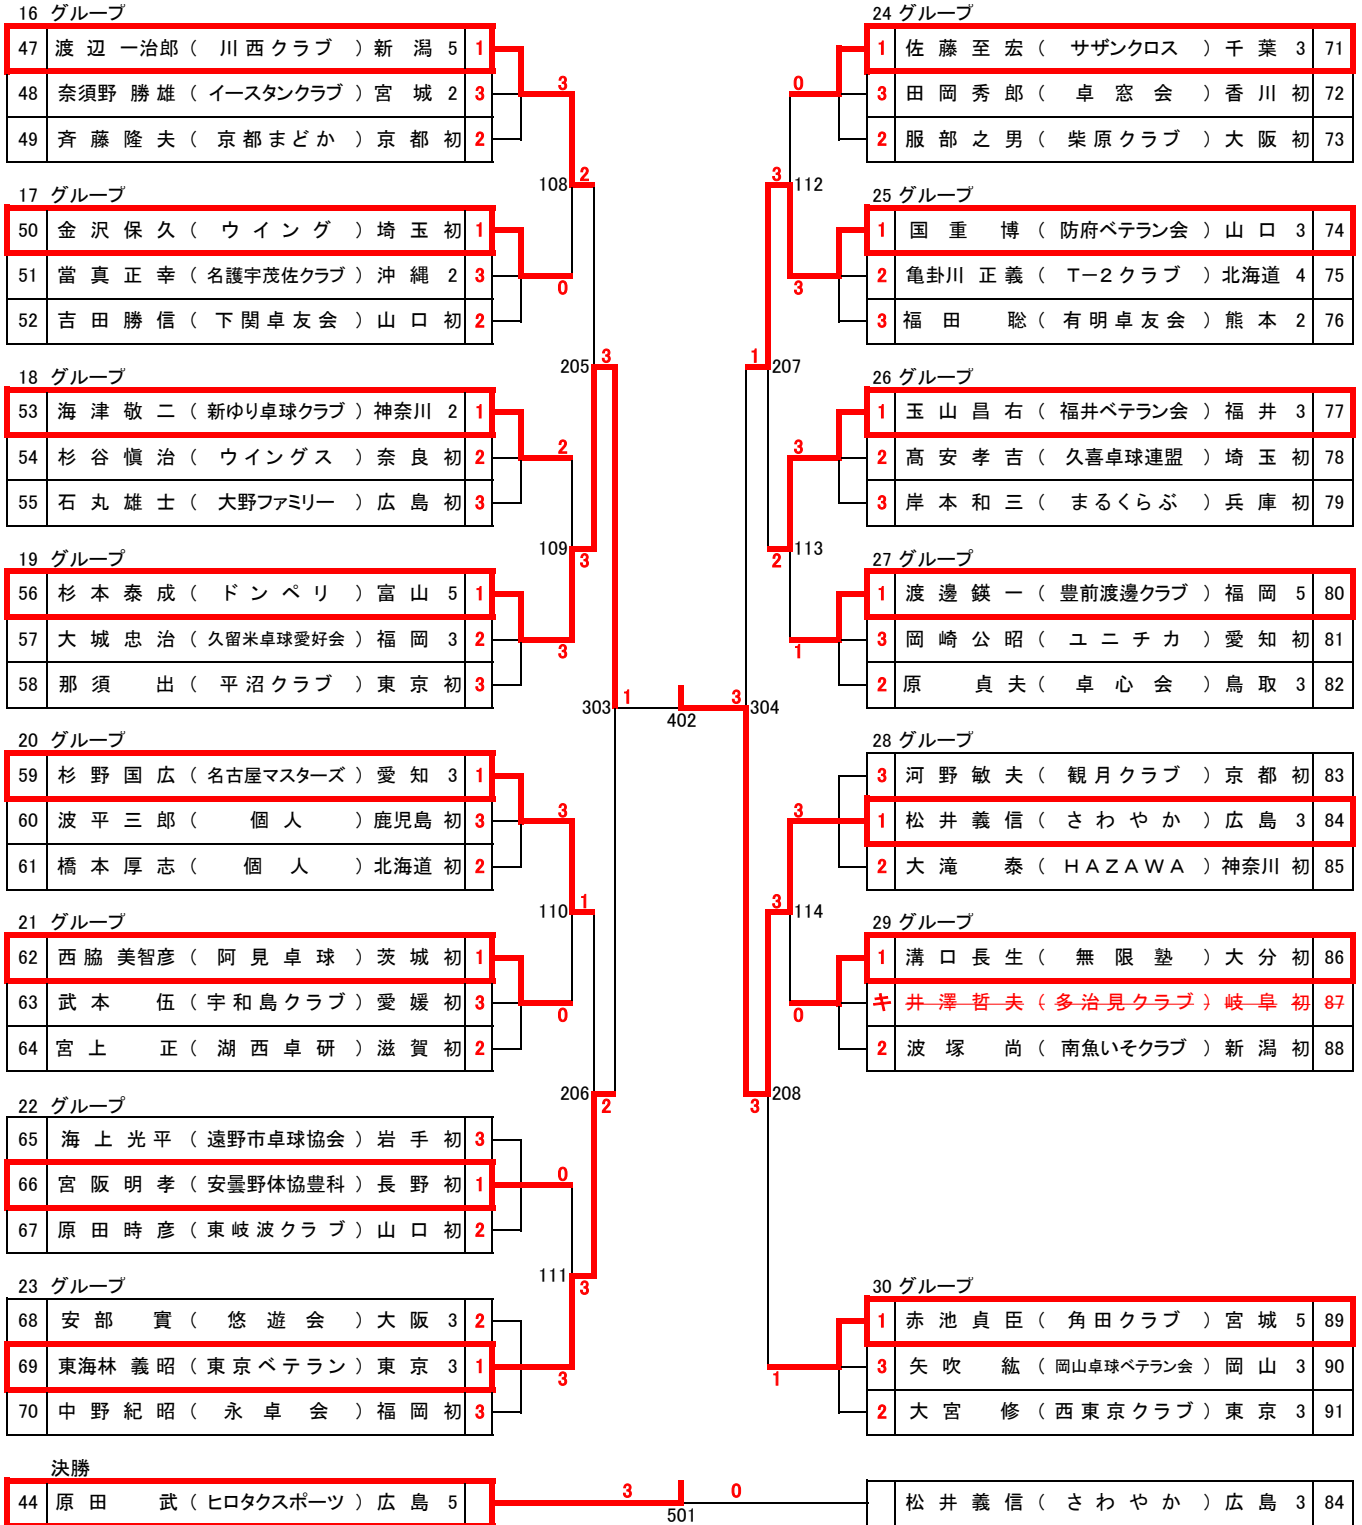 16 グループ
47 渡辺 一治郎 ( 川西クラブ ) 新潟 5 1
48 奈須野 勝雄 ( イースタンクラブ ) 宮城 2 3
49 斉藤隆夫 ( 京都まどか ) 京都 初 2
17 グループ
50 金沢保久 ( ウイング ) 埼玉 初 1
51 當真正幸 ( 名護宇茂佐クラブ ) 沖縄 2 3
52 吉田勝信 ( 下関卓友会 ) 山口 初 2
18 グループ
53 海津敬二 ( 新ゆり卓球クラブ ) 神奈川 2 1
54 杉谷愼治 ( ウイングス ) 奈良 初 2
55 石丸雄士 ( 大野ファミリー ) 広島 初 3
19 グループ
56 杉本泰成 ( ドンペリ ) 富山 5 1
57 大城忠治 ( 久留米卓球愛好会 ) 福岡 3 2
58 那須 出 ( 平沼クラブ ) 東京 初 3
20 グループ
59 杉野国広 ( 名古屋マスターズ ) 愛知 3 1
60 波平三郎 ( 個人 ) 鹿児島 初 3
61 橋本厚志 ( 個人 ) 北海道 初 2
21 グループ
62 西脇 美智彦 ( 阿見卓球 ) 茨城 初 1
63 武本 伍 ( 宇和島クラブ ) 愛媛 初 3
64 宮上 正 ( 湖西卓研 ) 滋賀 初 2
22 グループ
65 海上光平 ( 遠野市卓球協会 ) 岩手 初 3
66 宮阪明孝 ( 安曇野体協豊科 ) 長野 初 1
67 原田時彦 ( 東岐波クラブ ) 山口 初 2
23 グループ
68 安部 實 ( 悠遊会 ) 大阪 3 2
69 東海林 義昭 ( 東京ベテラン ) 東京 3 1
70 中野紀昭 ( 永卓会 ) 福岡 初 3
3
108 2
0
205 3
2
109 3
3
303 1
3
110 1
0
206 2
0
111 3
3
402
24 グループ
1 佐藤至宏 ( サザンクロス ) 千葉 3 71
3 田岡秀郎 ( 卓窓会 ) 香川 初 72
2 服部之男 ( 柴原クラブ ) 大阪 初 73
25 グループ
1 国重 博 ( 防府ベテラン会 ) 山口 3 74
2 亀卦川 正義 ( T-2クラブ ) 北海道 4 75
3 福田 聡 ( 有明卓友会 ) 熊本 2 76
26 グループ
1 玉山昌右 ( 福井ベテラン会 ) 福井 3 77
2 髙安孝吉 ( 久喜卓球連盟 ) 埼玉 初 78
3 岸本和三 ( まるくらぶ ) 兵庫 初 79
27 グループ
1 渡邊鍈一 ( 豊前渡邊クラブ ) 福岡 5 80
3 岡崎公昭 ( ユニチカ ) 愛知 初 81
2 原 貞夫 ( 卓心会 ) 鳥取 3 82
28 グループ
3 河野敏夫 ( 観月クラブ ) 京都 初 83
1 松井義信 ( さわやか ) 広島 3 84
2 大滝 泰 ( HAZAWA ) 神奈川 初 85
29 グループ
1 溝口長生 ( 無限塾 ) 大分 初 86
キ 井澤哲夫 ( 多治見クラブ ) 岐阜 初 87
2 波塚 尚 ( 南魚いそクラブ ) 新潟 初 88
30 グループ
1 赤池貞臣 ( 角田クラブ ) 宮城 5 89
3 矢吹 紘 ( 岡山卓球ベテラン会 ) 岡山 3 90
2 大宮 修 ( 西東京クラブ ) 東京 3 91
0
3 112
3
1 207
3
2 113
1
3 304
3
3 114
0
3 208
1
決勝
44 原田 武 ( ヒロタクスポーツ ) 広島 5
3 0
501
松井義信 ( さわやか ) 広島 3 84